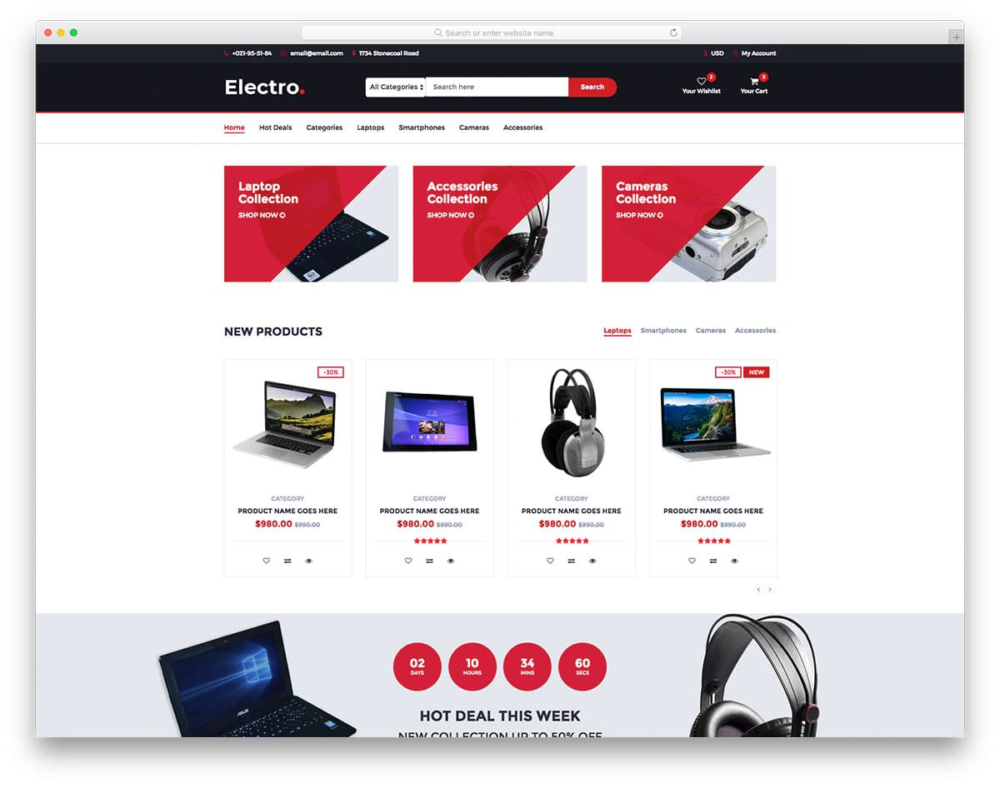 Search or enter website name
+021-95-51-84 email@email.com 1734 Stonecoal Road
$ USD My Account
Electro.
All Categories Search here Search
2
Your Wishlist
3
Your Cart
Home Hot Deals Categories Laptops Smartphones Cameras Accessories
Laptop
Collection
SHOP NOW
Accessories
Collection
SHOP NOW
Cameras
Collection
SHOP NOW
NEW PRODUCTS
Laptops Smartphones Cameras Accessories
-30%
CATEGORY
PRODUCT NAME GOES HERE
$980.00 $990.00
CATEGORY
PRODUCT NAME GOES HERE
$980.00 $990.00
CATEGORY
PRODUCT NAME GOES HERE
$980.00 $990.00
-30% NEW
CATEGORY
PRODUCT NAME GOES HERE
$980.00 $990.00
ASUS
02
DAYS
10
HOURS
34
MINS
60
SECS
HOT DEAL THIS WEEK
NEW COLLECTION UP TO 50% OFF